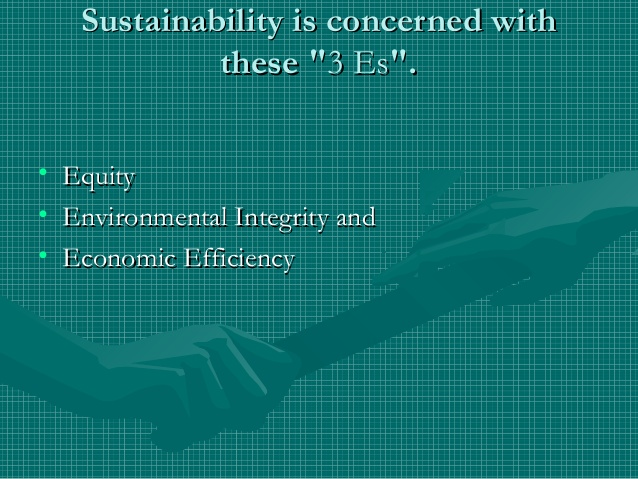 Sustainability is concerned with
these "3 Es".
• Equity
• Environmental Integrity and
• Economic Efficiency